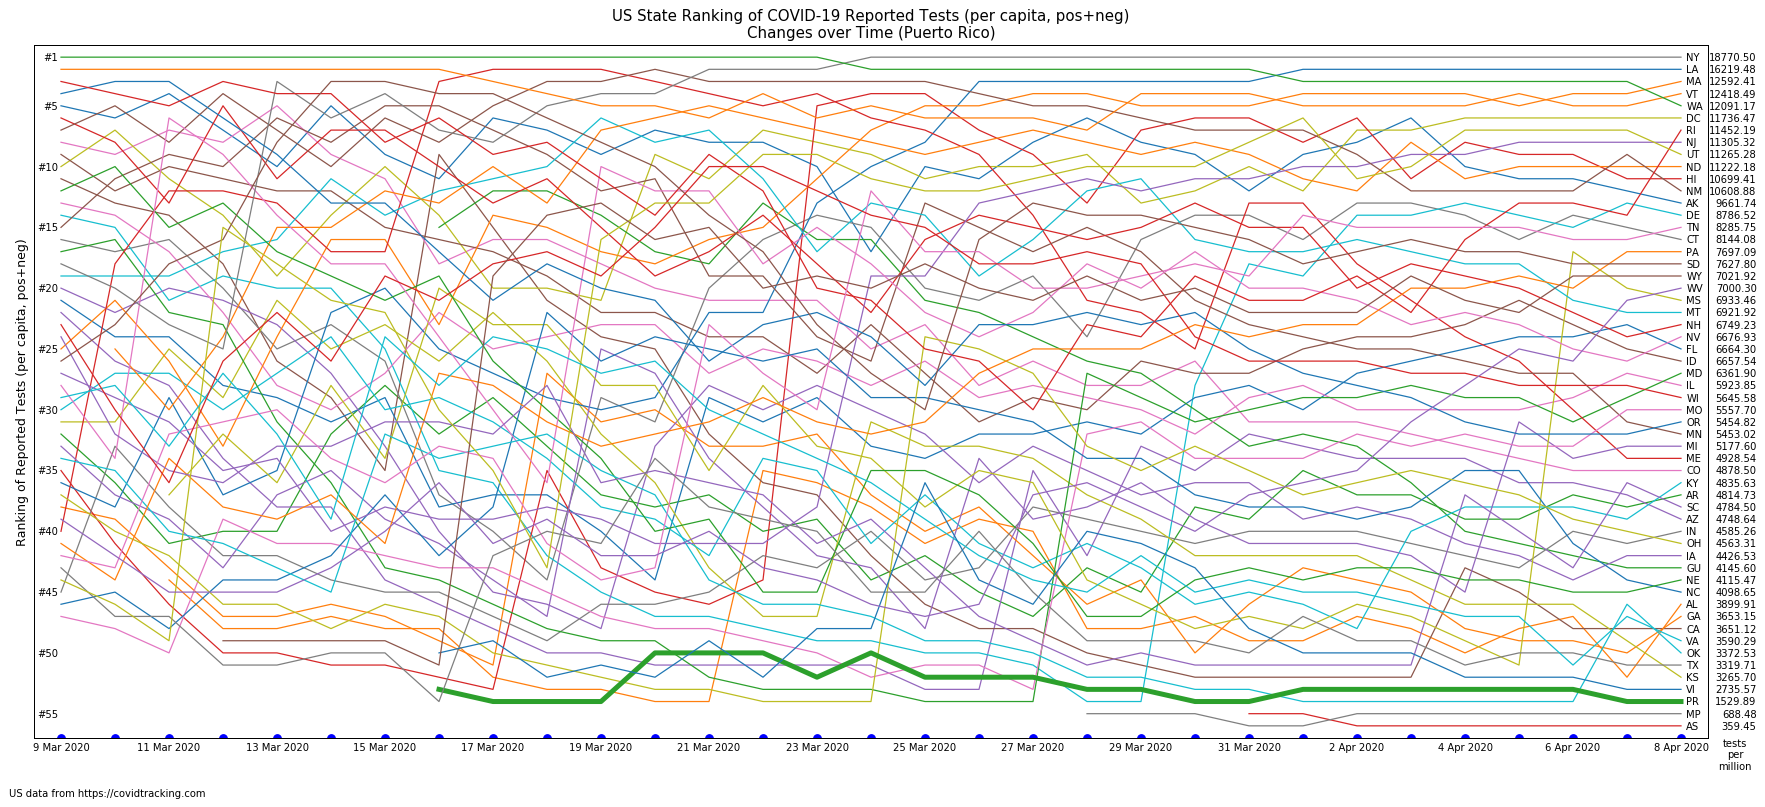 US State Ranking of COVID-19 Reported Tests (per capita, pos+neg)
Changes over Time (Puerto Rico)
Ranking of Reported Tests (per capita, pos+neg)
#1
#5
#10
#15
#20
#25
#30
#35
#40
#45
#50
#55
NY 18770.50
LA 16219.48
MA 12592.41
VT 12418.49
WA 12091.17
DC 11736.47
RI 11452.19
NJ 11305.32
UT 11265.28
ND 11222.18
HI 10699.41
NM 10608.88
AK 9661.74
DE 8786.52
TN 8285.75
CT 8144.08
PA 7697.09
SD 7627.80
WY 7021.92
WV 7000.30
MS 6933.46
MT 6921.92
NH 6749.23
NV 6676.93
FL 6664.30
ID 6657.54
MD 6361.90
IL 5923.85
WI 5645.58
MO 5557.70
OR 5454.82
MN 5453.02
MI 5177.60
ME 4928.54
CO 4878.50
KY 4835.63
AR 4814.73
SC 4784.50
AZ 4748.64
IN 4585.26
OH 4563.31
IA 4426.53
GU 4145.60
NE 4115.47
NC 4098.65
AL 3899.91
GA 3653.15
CA 3651.12
VA 3590.29
OK 3372.53
TX 3319.71
KS 3265.70
VI 2735.57
PR 1529.89
MP 688.48
AS 359.45
9 Mar 2020 11 Mar 2020 13 Mar 2020 15 Mar 2020 17 Mar 2020 19 Mar 2020 21 Mar 2020 23 Mar 2020 25 Mar 2020 27 Mar 2020 29 Mar 2020 31 Mar 2020 2 Apr 2020 4 Apr 2020 6 Apr 2020 8 Apr 2020
tests
per
million
US data from https://covidtracking.com